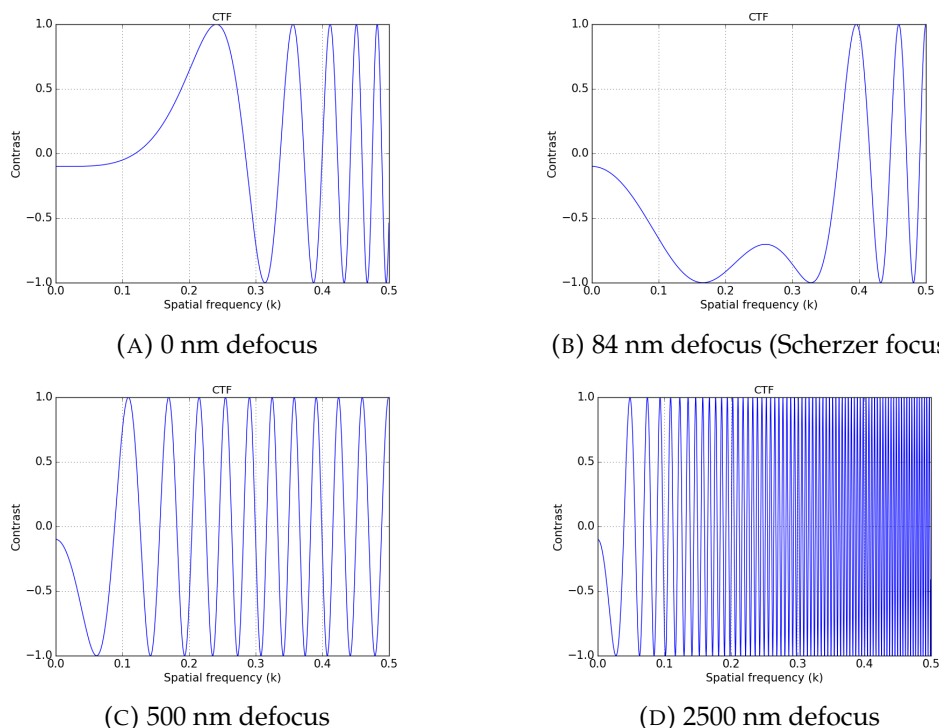 CTF
1.0
0.5
0.0
−0.5
−1.0
Contrast
0.0 0.1 0.2 0.3 0.4 0.5
Spatial frequency (k)
(A) 0 nm defocus
CTF
1.0
0.5
0.0
−0.5
−1.0
Contrast
0.0 0.1 0.2 0.3 0.4 0.5
Spatial frequency (k)
(B) 84 nm defocus (Scherzer focus
CTF
1.0
0.5
0.0
−0.5
−1.0
Contrast
0.0 0.1 0.2 0.3 0.4 0.5
Spatial frequency (k)
(C) 500 nm defocus
CTF
1.0
0.5
0.0
−0.5
−1.0
Contrast
0.0 0.1 0.2 0.3 0.4 0.5
Spatial frequency (k)
(D) 2500 nm defocus